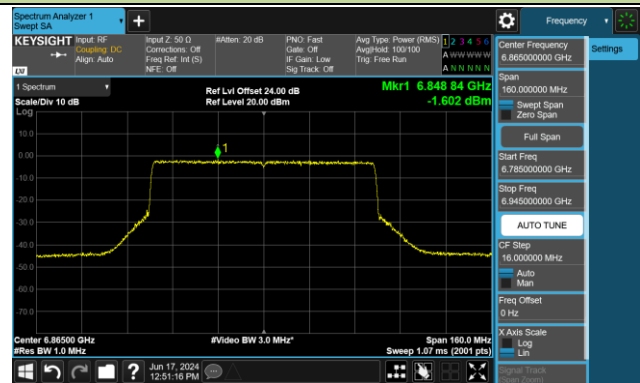 Spectrum Analyzer 1
Swept SA
Frequency
KEYSIGHT
Input: RF
Coupling: DC
Align: Auto
Input Z: 50 Ω
Corrections: Off
Freq Ref: Int (S)
NFE: Off
#Atten: 20 dB
PNO: Fast
Gate: Off
IF Gain: Low
Sig Track: Off
Avg Type: Power (RMS)
Avg|Hold: 100/100
Trig: Free Run
1 2 3 4 5 6
A W W W W W
A N N N N N
LXI
1 Spectrum
Scale/Div 10 dB
Ref Lvl Offset 24.00 dB
Ref Level 20.00 dBm
Mkr1 6.848 84 GHz
-1.602 dBm
Log
10.0
0.00
-10.0
-20.0
-30.0
-40.0
-50.0
-60.0
-70.0
1
Center 6.86500 GHz
#Res BW 1.0 MHz
#Video BW 3.0 MHz*
Span 160.0 MHz
Sweep 1.07 ms (2001 pts)
Jun 17, 2024
12:51:16 PM
Center Frequency
6.865000000 GHz
Settings
Span
160.000000 MHz
Swept Span
Zero Span
Full Span
Start Freq
6.785000000 GHz
Stop Freq
6.945000000 GHz
AUTO TUNE
CF Step
16.000000 MHz
Auto
Man
Freq Offset
0 Hz
X Axis Scale
Log
Lin
Signal Track
(Span Zoom)